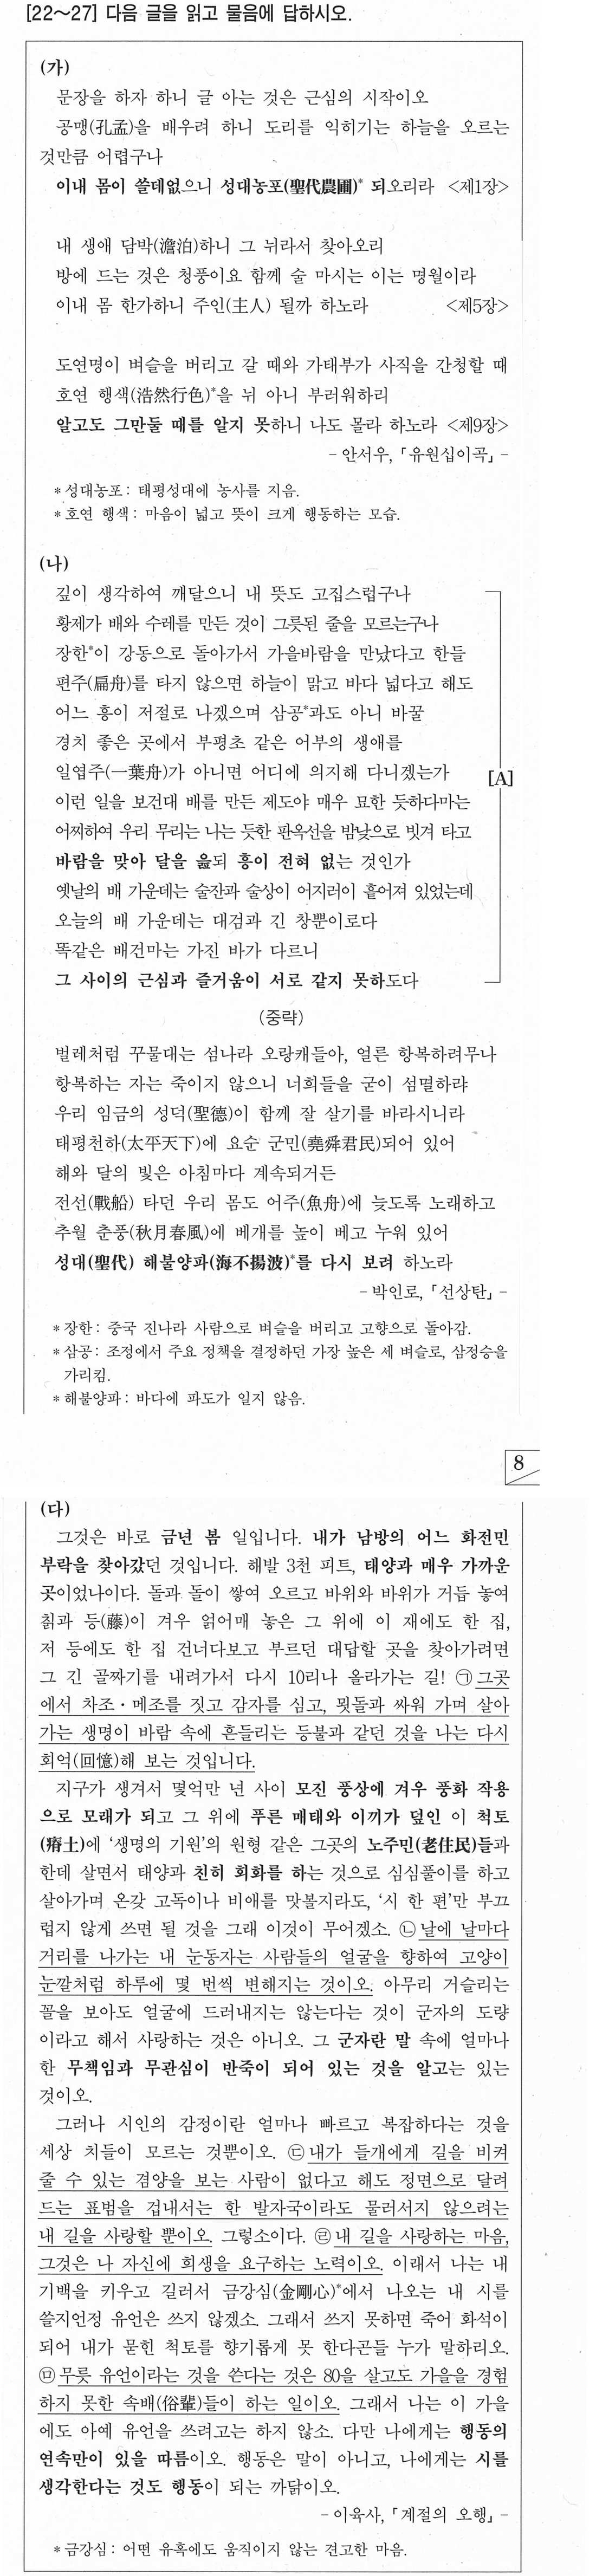 [22~27] 다음 글을 읽고 물음에 답하시오.
(가)
문장을 하자 하니 글 아는 것은 근심의 시작이오
공맹(孔孟)을 배우려 하니 도리를 익히기는 하늘을 오르는
것만큼 어렵구나
이내 몸이 쓸데없으니 성대농포(聖代農圃)* 되오리라 <제1장>
내 생애 담박(澹泊)하니 그 뉘라서 찾아오리
방에 드는 것은 청풍이요 함께 술 마시는 이는 명월이라
이내 몸 한가하니 주인(主人) 될까 하노라 <제5장>
도연명이 벼슬을 버리고 갈 때와 가태부가 사직을 간청할 때
호연 행색(浩然行色)*을 뉘 아니 부러워하리
알고도 그만둘 때를 알지 못하니 나도 몰라 하노라 <제9장>
- 안서우, 「유원십이곡」 -
* 성대농포: 태평성대에 농사를 지음.
* 호연 행색: 마음이 넓고 뜻이 크게 행동하는 모습.
(나)
깊이 생각하여 깨달으니 내 뜻도 고집스럽구나
황제가 배와 수레를 만든 것이 그릇된 줄을 모르는구나
장한*이 강동으로 돌아가서 가을바람을 만났다고 한들
편주(扁舟)를 타지 않으면 하늘이 맑고 바다 넓다고 해도
어느 흥이 저절로 나겠으며 삼공*과도 아니 바꿀
경치 좋은 곳에서 부평초 같은 어부의 생애를
일엽주(一葉舟)가 아니면 어디에 의지해 다니겠는가
[A]
이런 일을 보건대 배를 만든 제도야 매우 묘한 듯하다마는
어찌하여 우리 무리는 나는 듯한 판옥선을 밤낮으로 빗겨 타고
바람을 맞아 달을 읊되 흥이 전혀 없는 것인가
옛날의 배 가운데는 술잔과 술상이 어지러이 흩어져 있었는데
오늘의 배 가운데는 대검과 긴 창뿐이로다
똑같은 배건마는 가진 바가 다르니
그 사이의 근심과 즐거움이 서로 같지 못하도다
(중략)
벌레처럼 꾸물대는 섬나라 오랑캐들아, 얼른 항복하려무나
항복하는 자는 죽이지 않으니 너희들을 굳이 섬멸하랴
우리 임금의 성덕(聖德)이 함께 잘 살기를 바라시니라
태평천하(太平天下)에 요순 군민(堯舜君民)되어 있어
해와 달의 빛은 아침마다 계속되거든
전선(戰船) 타던 우리 몸도 어주(魚舟)에 늦도록 노래하고
추월 춘풍(秋月春風)에 베개를 높이 베고 누워 있어
성대(聖代) 해불양파(海不揚波)*를 다시 보려 하노라
- 박인로, 「선상탄」 -
* 장한: 중국 진나라 사람으로 벼슬을 버리고 고향으로 돌아감.
* 삼공: 조정에서 주요 정책을 결정하던 가장 높은 세 벼슬로, 삼정승을
가리킴.
* 해불양파: 바다에 파도가 일지 않음.
8
(다)
그것은 바로 금년 봄 일입니다. 내가 남방의 어느 화전민
부락을 찾아갔던 것입니다. 해발 3천 피트, 태양과 매우 가까운
곳이었나이다. 돌과 돌이 쌓여 오르고 바위와 바위가 거듭 놓여
칡과 등(藤)이 겨우 얽어매 놓은 그 위에 이 재에도 한 집,
저 등에도 한 집 건너다보고 부르던 대답할 곳을 찾아가려면
그 긴 골짜기를 내려가서 다시 10리나 올라가는 길! ㉠그곳
에서 차조·메조를 짓고 감자를 심고, 묏돌과 싸워 가며 살아
가는 생명이 바람 속에 흔들리는 등불과 같던 것을 나는 다시
회억(回憶)해 보는 것입니다.
지구가 생겨서 몇억만 년 사이 모진 풍상에 겨우 풍화 작용
으로 모래가 되고 그 위에 푸른 매태와 이끼가 덮인 이 척토
(瘠土)에 '생명의 기원'의 원형 같은 그곳의 노주민(老住民)들과
한데 살면서 태양과 친히 회화를 하는 것으로 심심풀이를 하고
살아가며 온갖 고독이나 비애를 맛볼지라도, '시 한 편'만 부끄
럽지 않게 쓰면 될 것을 그래 이것이 무어겠소. ㉡날에 날마다
거리를 나가는 내 눈동자는 사람들의 얼굴을 향하여 고양이
눈깔처럼 하루에 몇 번씩 변해지는 것이오. 아무리 거슬리는
꼴을 보아도 얼굴에 드러내지는 않는다는 것이 군자의 도량
이라고 해서 사랑하는 것은 아니오. 그 군자란 말 속에 얼마나
한 무책임과 무관심이 반죽이 되어 있는 것을 알고는 있는
것이오.
그러나 시인의 감정이란 얼마나 빠르고 복잡하다는 것을
세상 치들이 모르는 것뿐이오. ㉢내가 들개에게 길을 비켜
줄 수 있는 겸양을 보는 사람이 없다고 해도 정면으로 달려
드는 표범을 겁내서는 한 발자국이라도 물러서지 않으려는
내 길을 사랑할 뿐이오. 그렇소이다. ㉣내 길을 사랑하는 마음,
그것은 나 자신에 희생을 요구하는 노력이오. 이래서 나는 내
기백을 키우고 길러서 금강심(金剛心)*에서 나오는 내 시를
쓸지언정 유언은 쓰지 않겠소. 그래서 쓰지 못하면 죽어 화석이
되어 내가 묻힌 척토를 향기롭게 못 한다곤들 누가 말하리오.
㉤무릇 유언이라는 것을 쓴다는 것은 80을 살고도 가을을 경험
하지 못한 속배(俗輩)들이 하는 일이오. 그래서 나는 이 가을
에도 아예 유언을 쓰려고는 하지 않소. 다만 나에게는 행동의
연속만이 있을 따름이오. 행동은 말이 아니고, 나에게는 시를
생각한다는 것도 행동이 되는 까닭이오.
- 이육사, 「계절의 오행」 -
* 금강심: 어떤 유혹에도 움직이지 않는 견고한 마음.